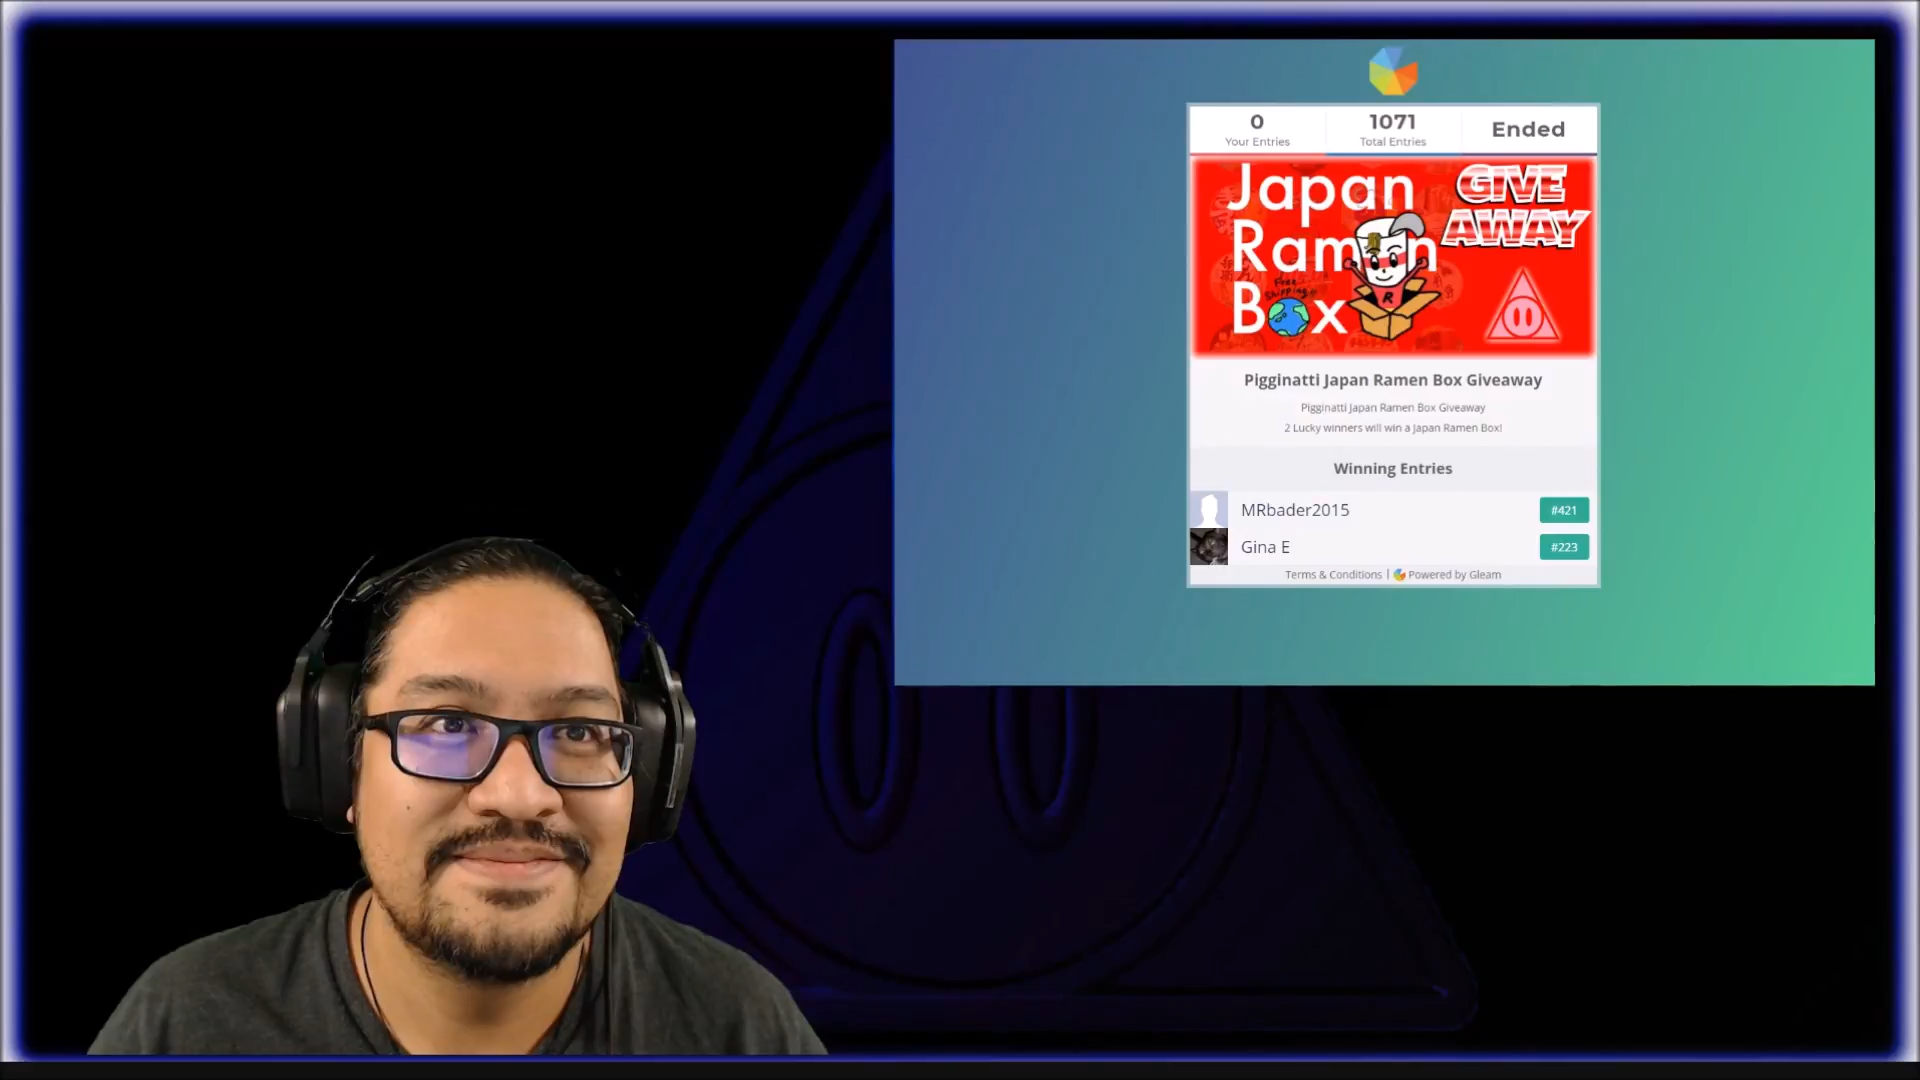 0
Your Entries
1071
Total Entries
Ended
Japan
Ramen
Box
Free
Shipping!!
R
GIVE
AWAY
Pigginatti Japan Ramen Box Giveaway
Pigginatti Japan Ramen Box Giveaway
2 Lucky winners will win a Japan Ramen Box!
Winning Entries
MRbader2015
#421
Gina E
#223
Terms & Conditions | Powered by Gleam